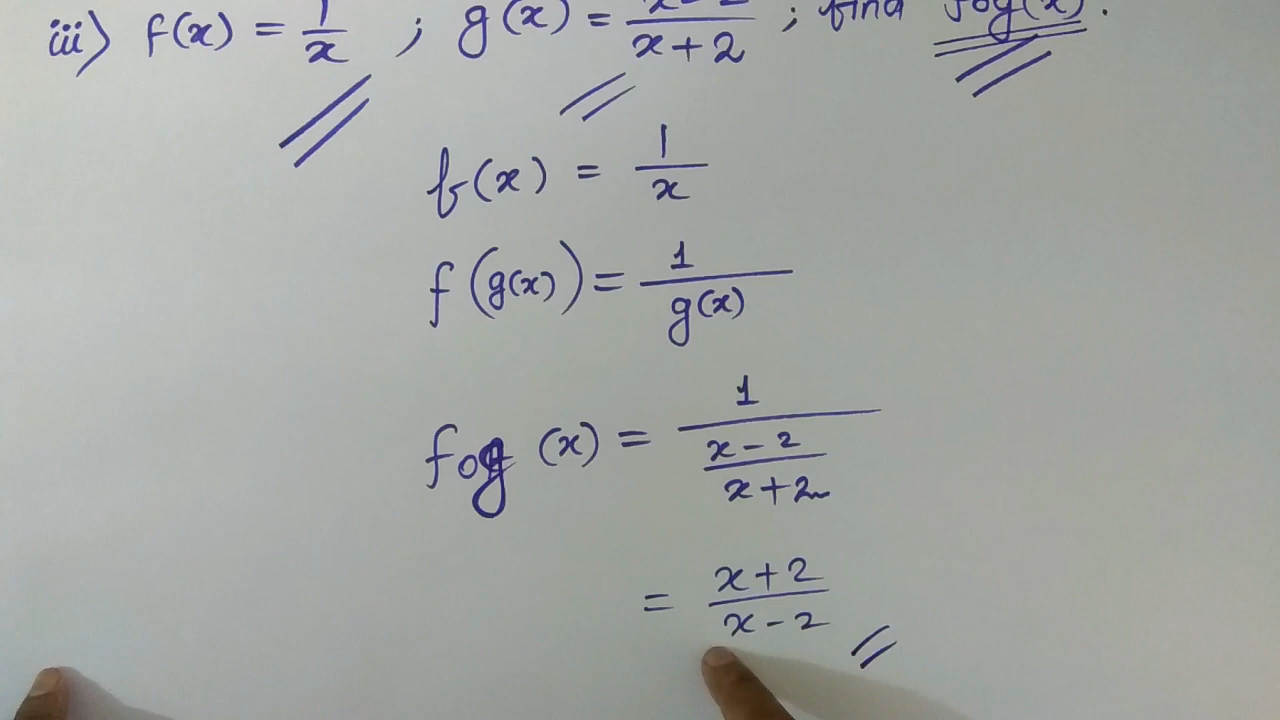 iii) f(x) = 1/x ; g(x) = x-2/x+2 ; find fog(x).
f(x) = 1/x
f(g(x)) = 1/g(x)
fog (x) = 1/((x-2)/(x+2))
= x+2/x-2